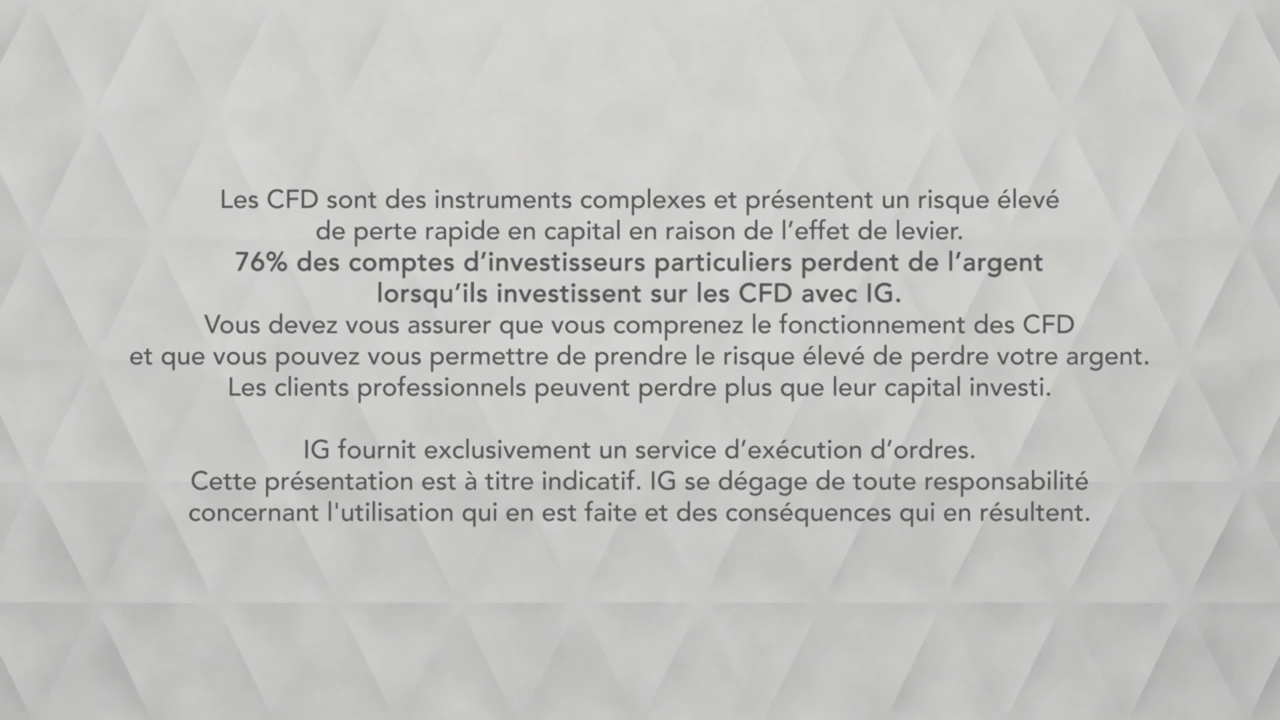 Les CFD sont des instruments complexes et présentent un risque élevé
de perte rapide en capital en raison de l’effet de levier.
76% des comptes d’investisseurs particuliers perdent de l’argent
lorsqu’ils investissent sur les CFD avec IG.
Vous devez vous assurer que vous comprenez le fonctionnement des CFD
et que vous pouvez vous permettre de prendre le risque élevé de perdre votre argent.
Les clients professionnels peuvent perdre plus que leur capital investi.
IG fournit exclusivement un service d’exécution d’ordres.
Cette présentation est à titre indicatif. IG se dégage de toute responsabilité
concernant l'utilisation qui en est faite et des conséquences qui en résultent.